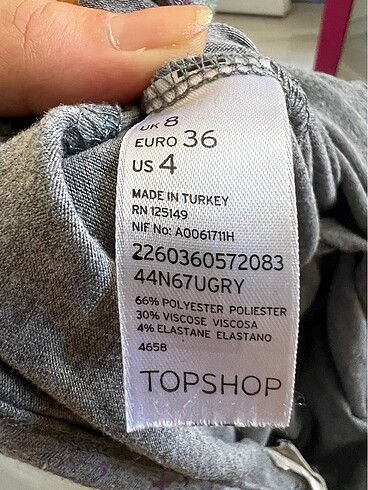 UK 8
EURO 36
US 4
MADE IN TURKEY
RN 125149
NIF No: A0061711H
2260360572083
44N67UGRY
66% POLYESTER POLIESTER
30% VISCOSE VISCOSA
4% ELASTANE ELASTANO
4658
TOPSHOP